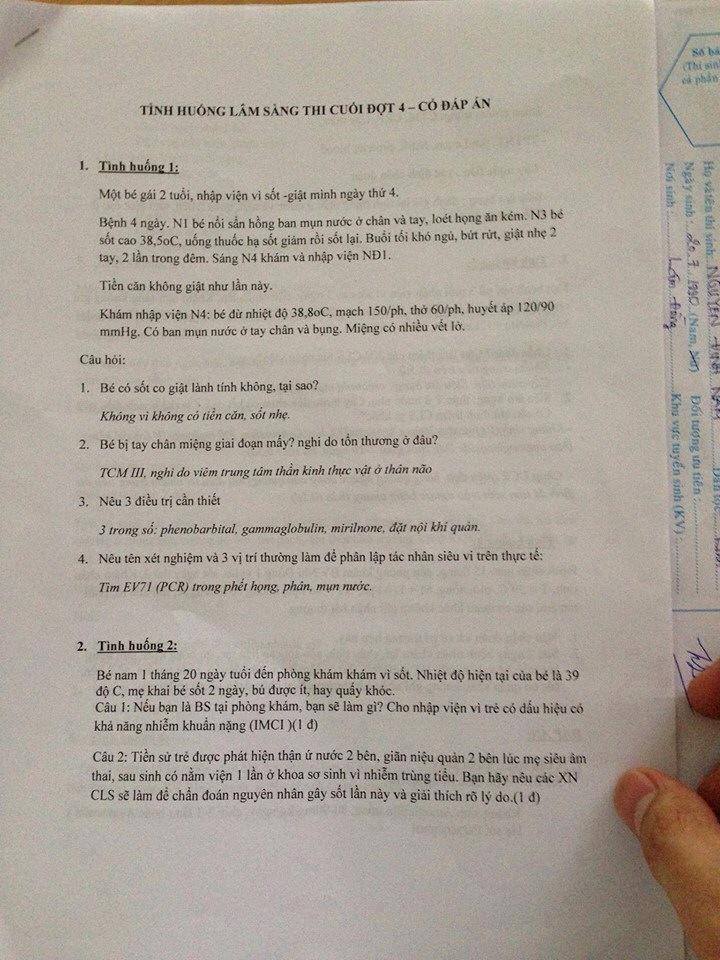 TÌNH HUỐNG LÂM SÀNG THI CUỐI ĐỢT 4 – CÓ ĐÁP ÁN
1. Tình huống 1:
Một bé gái 2 tuổi, nhập viện vì sốt -giật mình ngày thứ 4.
Bệnh 4 ngày. N1 bé nổi sẩn hồng ban mụn nước ở chân và tay, loét họng ăn kém. N3 bé
sốt cao 38,5oC, uống thuốc hạ sốt giảm rồi sốt lại. Buổi tối khó ngủ, bứt rứt, giật nhẹ 2
tay, 2 lần trong đêm. Sáng N4 khám và nhập viện NĐ1.
Tiền căn không giật như lần này.
Khám nhập viện N4: bé đừ nhiệt độ 38,8oC, mạch 150/ph, thở 60/ph, huyết áp 120/90
mmHg. Có ban mụn nước ở tay chân và bụng. Miệng có nhiều vết lở.
Câu hỏi:
1. Bé có sốt co giật lành tính không, tại sao?
Không vì không có tiền căn, sốt nhẹ.
2. Bé bị tay chân miệng giai đoạn mấy? nghi do tổn thương ở đâu?
TCM III, nghi do viêm trung tâm thần kinh thực vật ở thân não
3. Nêu 3 điều trị cần thiết
3 trong số: phenobarbital, gammaglobulin, mirilnone, đặt nội khí quản.
4. Nêu tên xét nghiệm và 3 vị trí thường làm để phân lập tác nhân siêu vi trên thực tế:
Tìm EV71 (PCR) trong phết họng, phân, mụn nước.
2. Tình huống 2:
Bé nam 1 tháng 20 ngày tuổi đến phòng khám khám vì sốt. Nhiệt độ hiện tại của bé là 39
độ C, mẹ khai bé sốt 2 ngày, bú được ít, hay quấy khóc.
Câu 1: Nếu bạn là BS tại phòng khám, bạn sẽ làm gì? Cho nhập viện vì trẻ có dấu hiệu có
khả năng nhiễm khuẩn nặng (IMCI )(1 đ)
Câu 2: Tiền sử trẻ được phát hiện thận ứ nước 2 bên, giãn niệu quản 2 bên lúc mẹ siêu âm
thai, sau sinh có nằm viện 1 lần ở khoa sơ sinh vì nhiễm trùng tiểu. Bạn hãy nêu các XN
CLS sẽ làm để chẩn đoán nguyên nhân gây sốt lần này và giải thích rõ lý do.(1 đ)
Số bá
(Thí sin
cả phần
Họ và tên thí sinh: NGUYEN ĐINH NAM
Ngày sinh: 20.7.1990 (Nam,
Đối tượng ưu tiên:
Nơi sinh: Lâm Đồng
Khu vực tuyển sinh (KV):